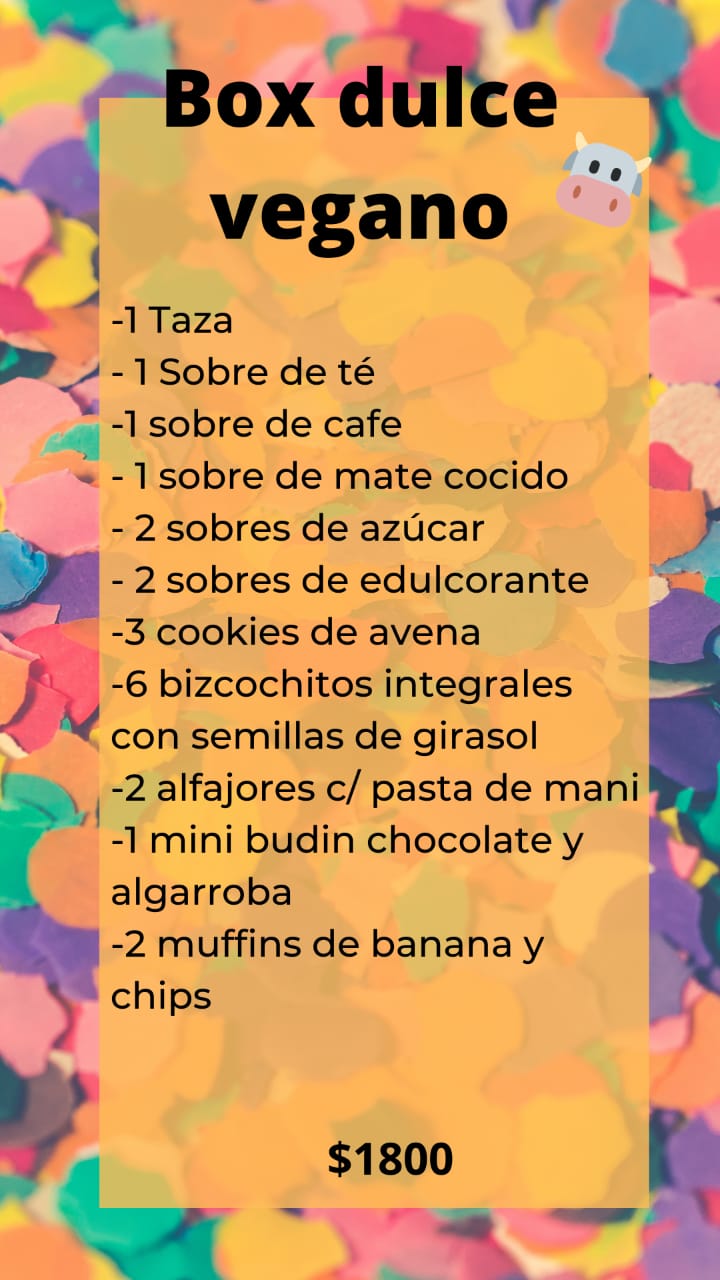 Box dulce
vegano
-1 Taza
- 1 Sobre de té
-1 sobre de cafe
- 1 sobre de mate cocido
- 2 sobres de azúcar
- 2 sobres de edulcorante
-3 cookies de avena
-6 bizcochitos integrales
con semillas de girasol
-2 alfajores c/ pasta de mani
-1 mini budin chocolate y
algarroba
-2 muffins de banana y
chips
$1800